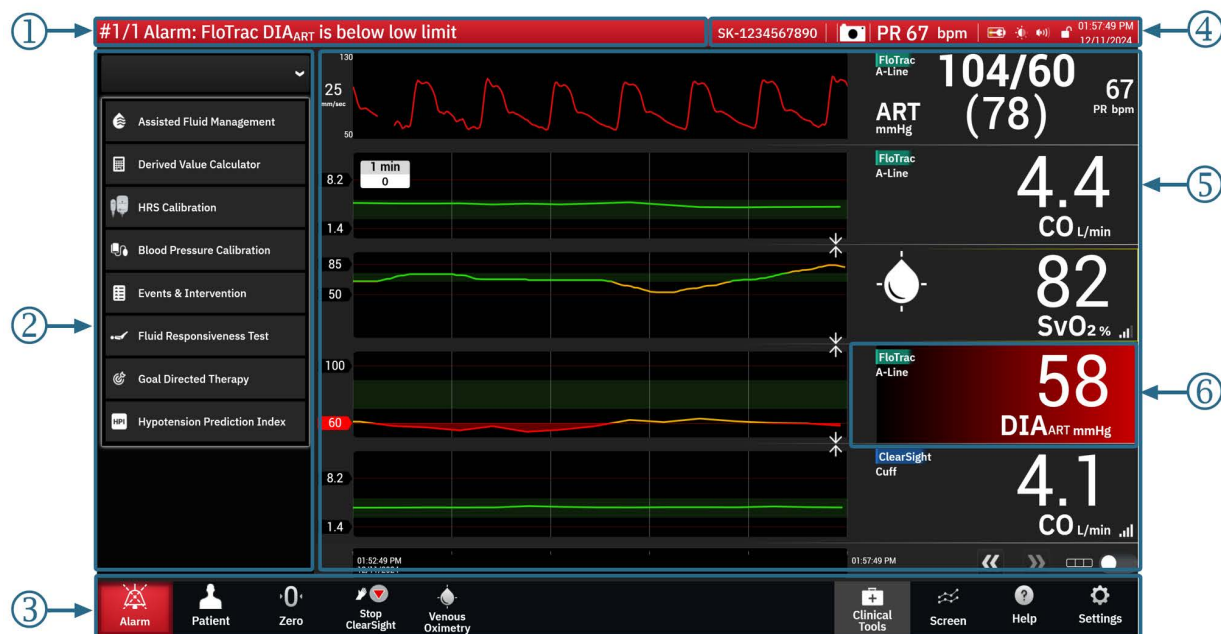 ①
#1/1 Alarm: FloTrac DIAART is below low limit
SK-1234567890
PR 67 bpm
01:57:49 PM
12/11/2024
④
②
Assisted Fluid Management
Derived Value Calculator
HRS Calibration
Blood Pressure Calibration
Events & Intervention
Fluid Responsiveness Test
Goal Directed Therapy
HPI Hypotension Prediction Index
130
25
mm/sec
50
FloTrac
A-Line
ART
mmHg
104/60
(78)
67
PR bpm
1 min
0
8.2
1.4
FloTrac
A-Line
4.4
CO L/min
⑤
85
50
82
SvO2 %
100
60
FloTrac
A-Line
58
DIAART mmHg
⑥
8.2
1.4
ClearSight
Cuff
4.1
CO L/min
01:52:49 PM
12/11/2024
01:57:49 PM
③
Alarm
Patient
0
Zero
Stop
ClearSight
Venous
Oximetry
Clinical
Tools
Screen
?
Help
Settings